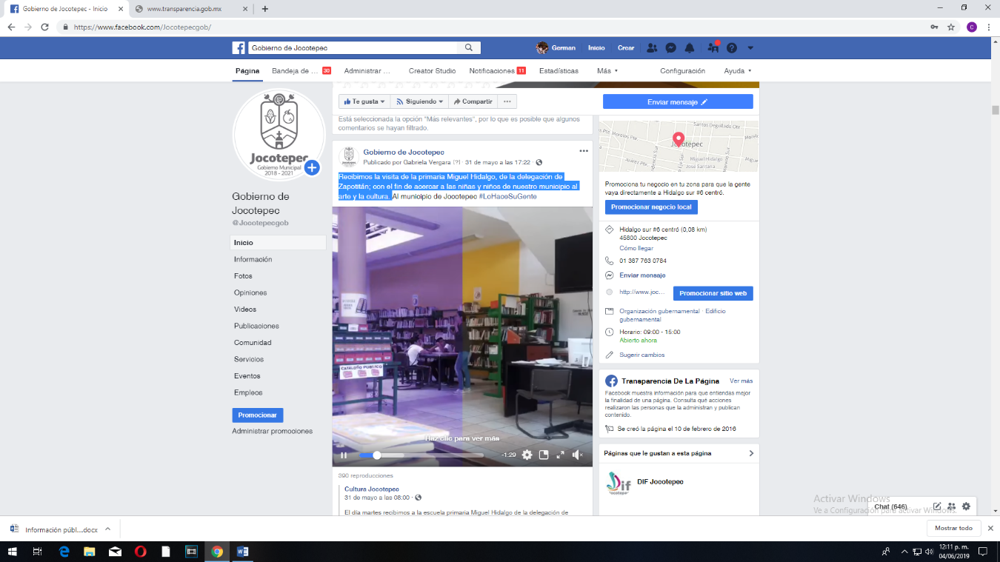 Gobierno de Jocotepec - Inicio
www.transparencia.gob.mx
https://www.facebook.com/Jocotepecgob/
Gobierno de Jocotepec
German
Inicio
Crear
Página
Bandeja de ... 30
Administrar ...
Creator Studio
Notificaciones 11
Estadísticas
Más
Configuración
Ayuda
Jocotepec
Gobierno Municipal
2018 - 2021
Gobierno de
Jocotepec
@Jocotepecgob
Inicio
Información
Fotos
Opiniones
Videos
Publicaciones
Comunidad
Servicios
Eventos
Empleos
Promocionar
Administrar promociones
Te gusta
Siguiendo
Compartir
Está seleccionada la opción "Más relevantes", por lo que es posible que algunos
comentarios se hayan filtrado.
Gobierno de Jocotepec
Publicado por Gabriela Vergara [?] · 31 de mayo a las 17:22 ·
Recibimos la visita de la primaria Miguel Hidalgo, de la delegación de
Zapotitán; con el fin de acercar a las niñas y niños de nuestro municipio al
arte y la cultura. Al municipio de Jocotepec #LoHaceSuGente
CATALOGO PUBLICO
Haz clic para ver más
-1:29
390 reproducciones
Cultura Jocotepec
31 de mayo a las 08:00 ·
El día martes recibimos a la escuela primaria Miguel Hidalgo de la delegación de
Enviar mensaje
Santos Degollado Ote
Morelos Pte.
Jocotepec
Juárez Pte.
Miguel Hidalgo
José Santana
Promociona tu negocio en tu zona para que la gente
vaya directamente a Hidalgo sur #6 centró.
Promocionar negocio local
Hidalgo sur #6 centró (0,08 km)
45800 Jocotepec
Cómo llegar
01 387 763 0784
Enviar mensaje
http://www.joc...
Promocionar sitio web
Organización gubernamental · Edificio
gubernamental
Horario: 09:00 - 15:00
Abierto ahora
Sugerir cambios
Transparencia De La Página
Ver más
Facebook muestra información para que entiendas mejor
la finalidad de una página. Consulta qué acciones
realizaron las personas que la administran y publican
contenido.
Se creó la página el 10 de febrero de 2016
Páginas que le gustan a esta página
Dif
Jocotepec
DIF Jocotepec
Activar Windows
Ve a Configuración para activar Windows.
Chat (646)
Información públ....docx
Mostrar todo
12:11 p. m.
04/06/2019